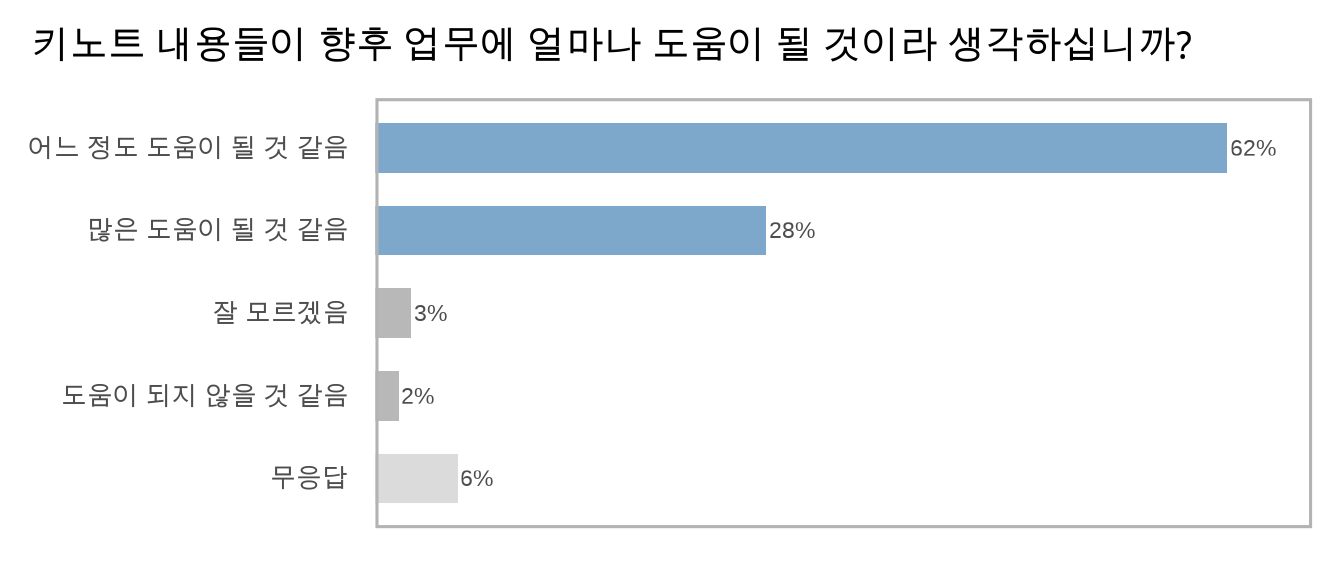 키노트 내용들이 향후 업무에 얼마나 도움이 될 것이라 생각하십니까?
어느 정도 도움이 될 것 같음 62%
많은 도움이 될 것 같음 28%
잘 모르겠음 3%
도움이 되지 않을 것 같음 2%
무응답 6%